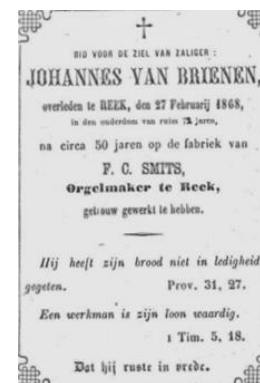 BID VOOR DE ZIEL VAN ZALIGER :
JOHANNES VAN BRIENEN,
overleden te REEK, den 27 Februarij 1868,
in den ouderdom van ruim 72 jaren,
na circa 50 jaren op de fabriek van
F. C. SMITS,
Orgelmaker te Reek,
getrouw gewerkt te hebben.
Hij heeft zijn brood niet in ledigheid
gegeten. Prov. 31, 27.
Een werkman is zijn loon waardig.
1 Tim. 5, 18.
Dat hij ruste in vrede.